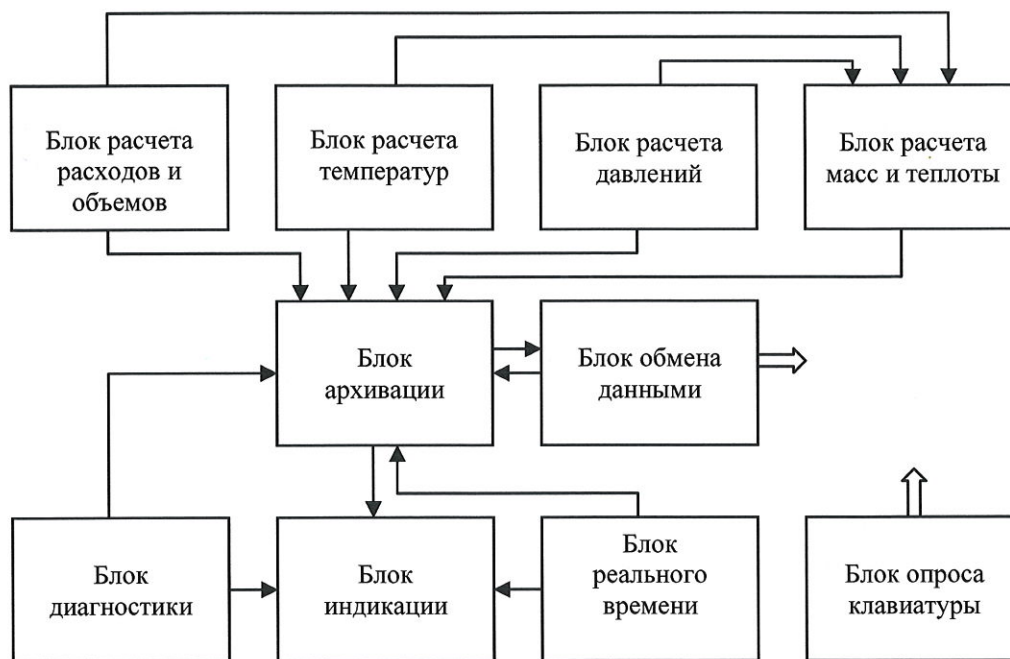 Блок расчета
расходов и
объемов
Блок расчета
температур
Блок расчета
давлений
Блок расчета
масс и теплоты
Блок
архивации
Блок обмена
данными
Блок
диагностики
Блок
индикации
Блок
реального
времени
Блок опроса
клавиатуры